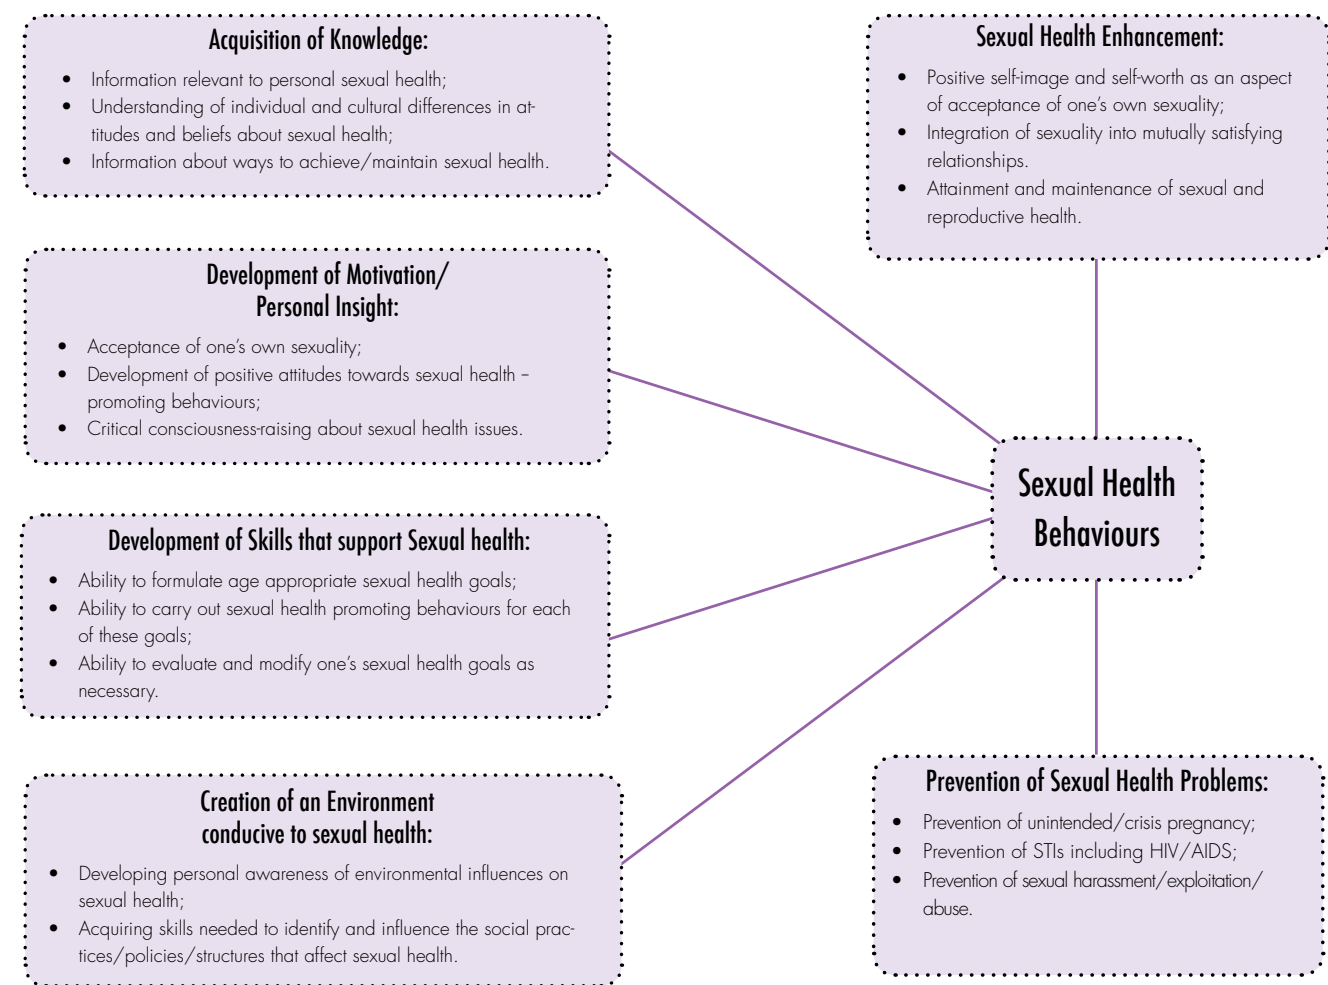 Acquisition of Knowledge:
• Information relevant to personal sexual health;
• Understanding of individual and cultural differences in at-
titudes and beliefs about sexual health;
• Information about ways to achieve/maintain sexual health.
Development of Motivation/
Personal Insight:
• Acceptance of one's own sexuality;
• Development of positive attitudes towards sexual health –
promoting behaviours;
• Critical consciousness-raising about sexual health issues.
Development of Skills that support Sexual health:
• Ability to formulate age appropriate sexual health goals;
• Ability to carry out sexual health promoting behaviours for each
of these goals;
• Ability to evaluate and modify one's sexual health goals as
necessary.
Creation of an Environment
conducive to sexual health:
• Developing personal awareness of environmental influences on
sexual health;
• Acquiring skills needed to identify and influence the social prac-
tices/policies/structures that affect sexual health.
Sexual Health Enhancement:
• Positive self-image and self-worth as an aspect
of acceptance of one's own sexuality;
• Integration of sexuality into mutually satisfying
relationships.
• Attainment and maintenance of sexual and
reproductive health.
Sexual Health
Behaviours
Prevention of Sexual Health Problems:
• Prevention of unintended/crisis pregnancy;
• Prevention of STIs including HIV/AIDS;
• Prevention of sexual harassment/exploitation/
abuse.